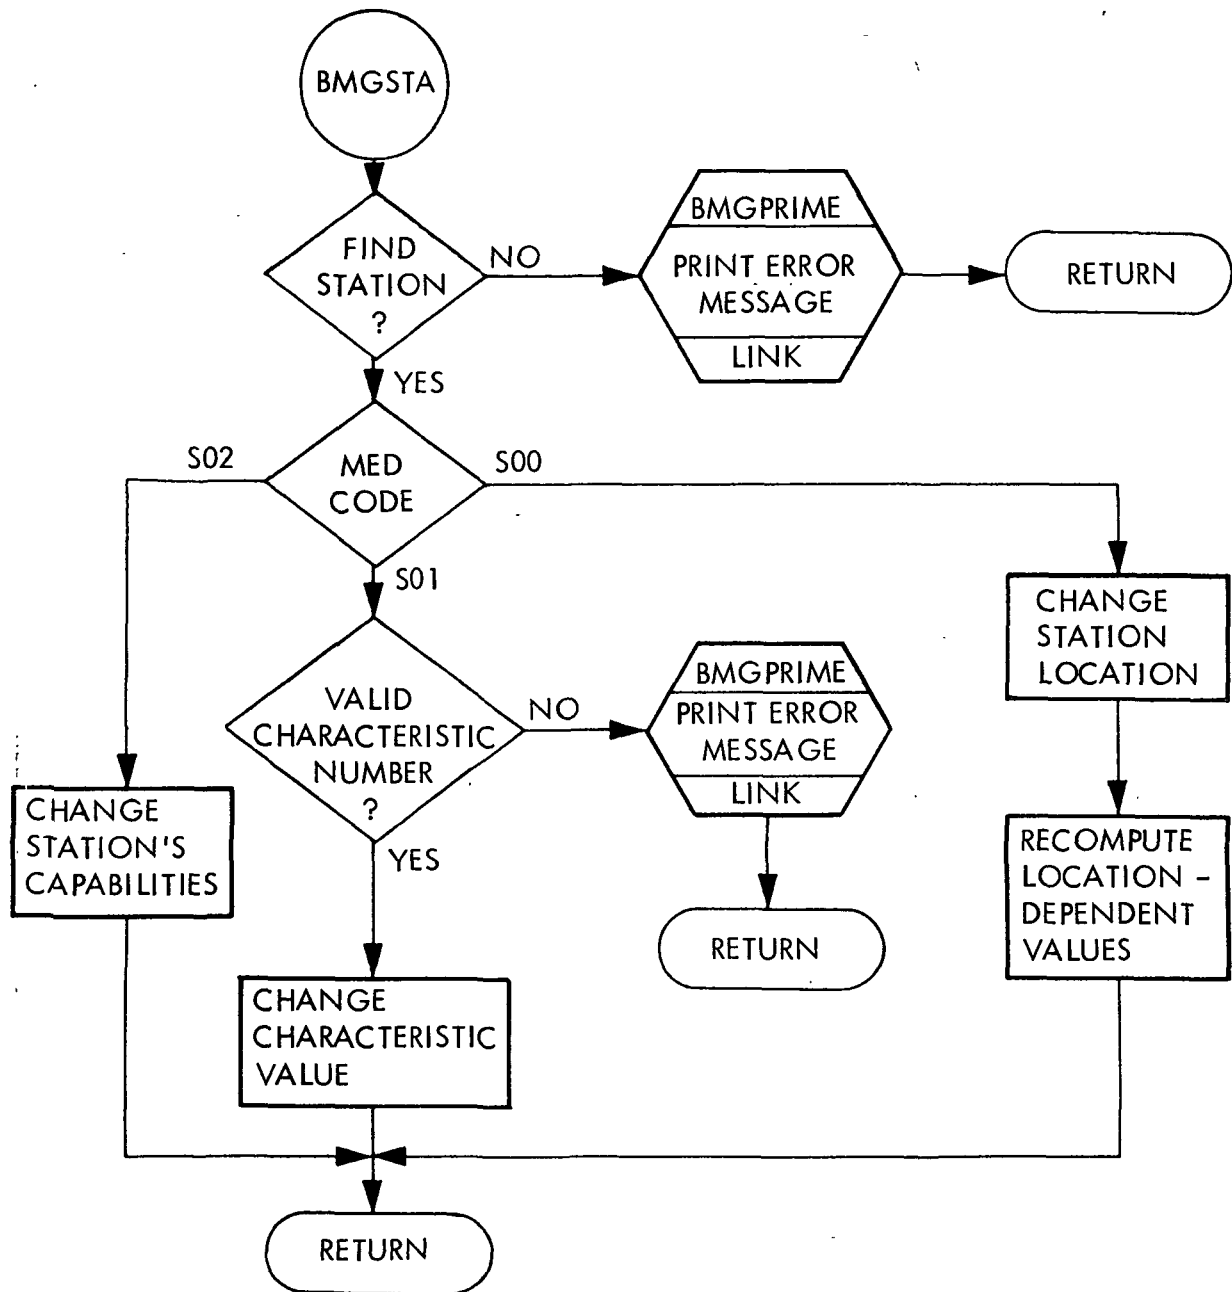 BMGSTA
FIND
STATION
?
NO
BMGPRIME
PRINT ERROR
MESSAGE
LINK
RETURN
YES
S02
MED
CODE
S00
S01
CHANGE
STATION
LOCATION
VALID
CHARACTERISTIC
NUMBER
?
NO
BMGPRIME
PRINT ERROR
MESSAGE
LINK
YES
CHANGE
STATION'S
CAPABILITIES
RECOMPUTE
LOCATION -
DEPENDENT
VALUES
RETURN
CHANGE
CHARACTERISTIC
VALUE
RETURN